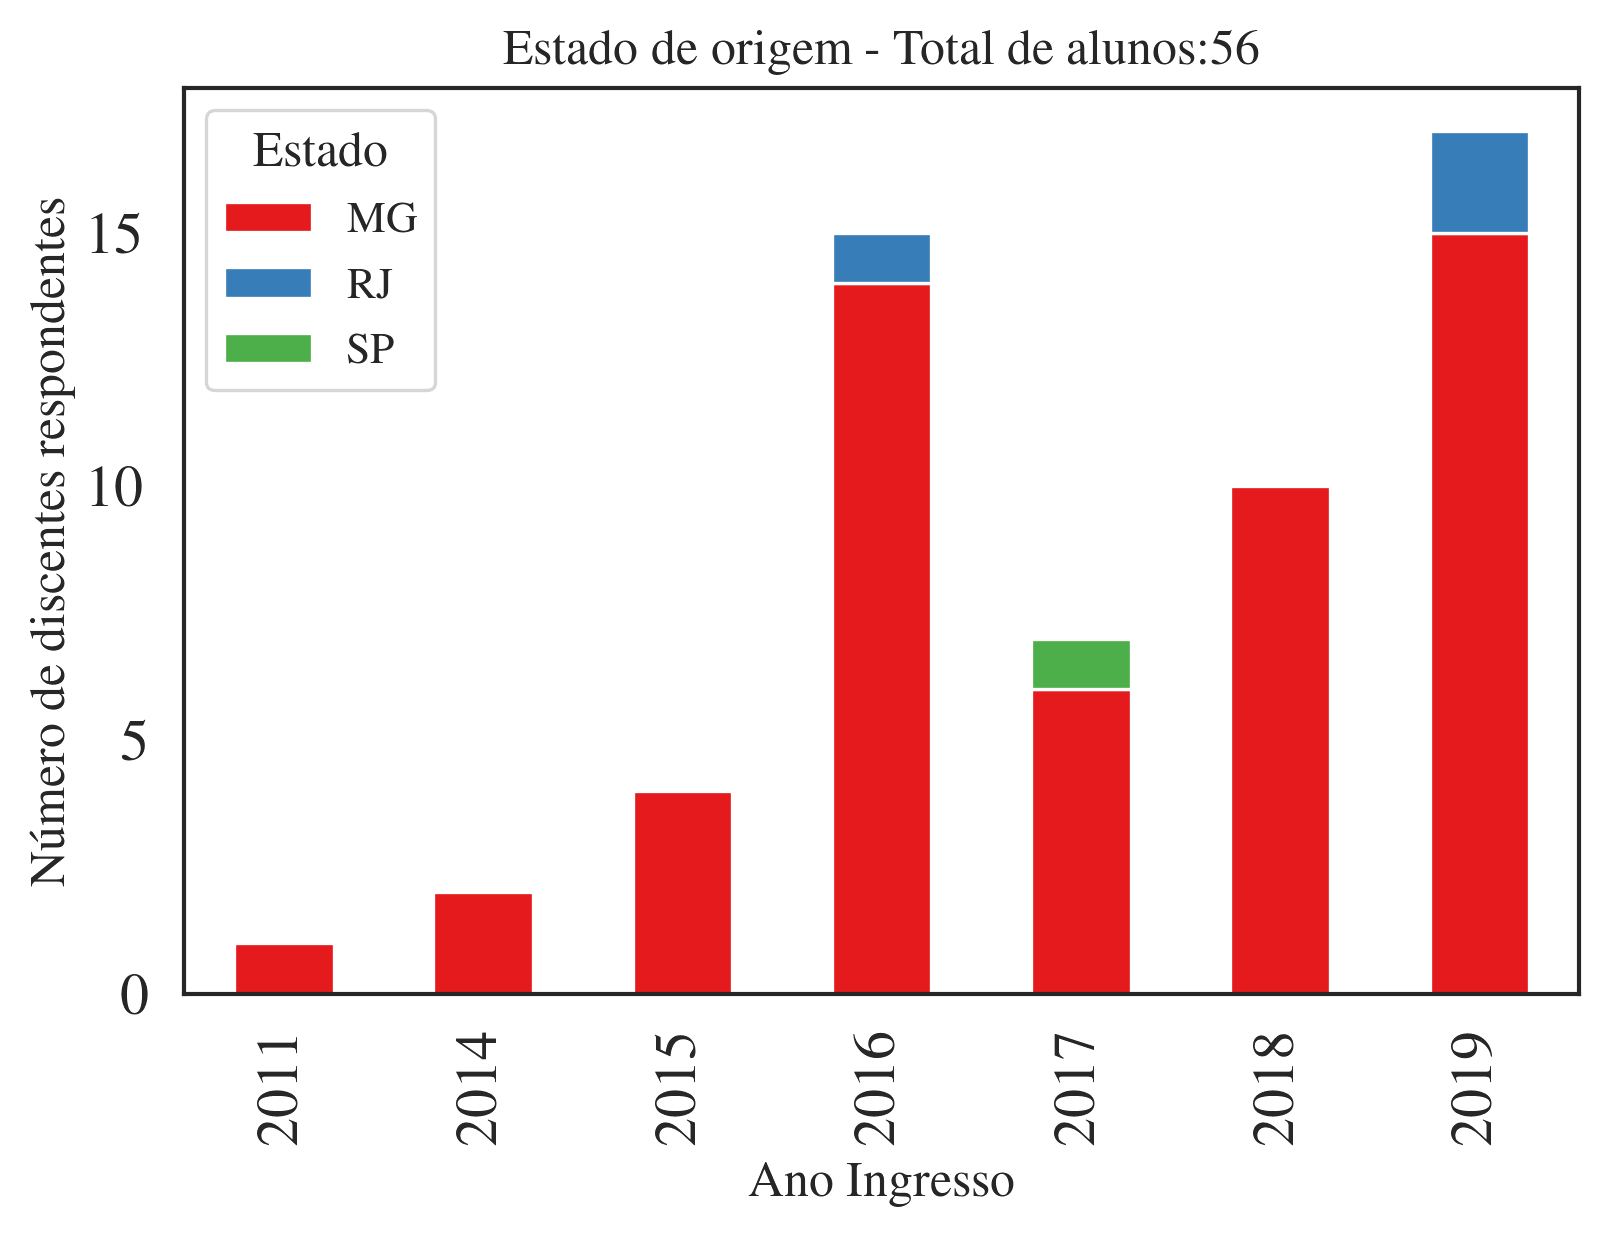 Estado de origem - Total de alunos:56
Estado
MG
RJ
SP
Número de discentes respondentes
15
10
5
0
2011
2014
2015
2016
2017
2018
2019
Ano Ingresso